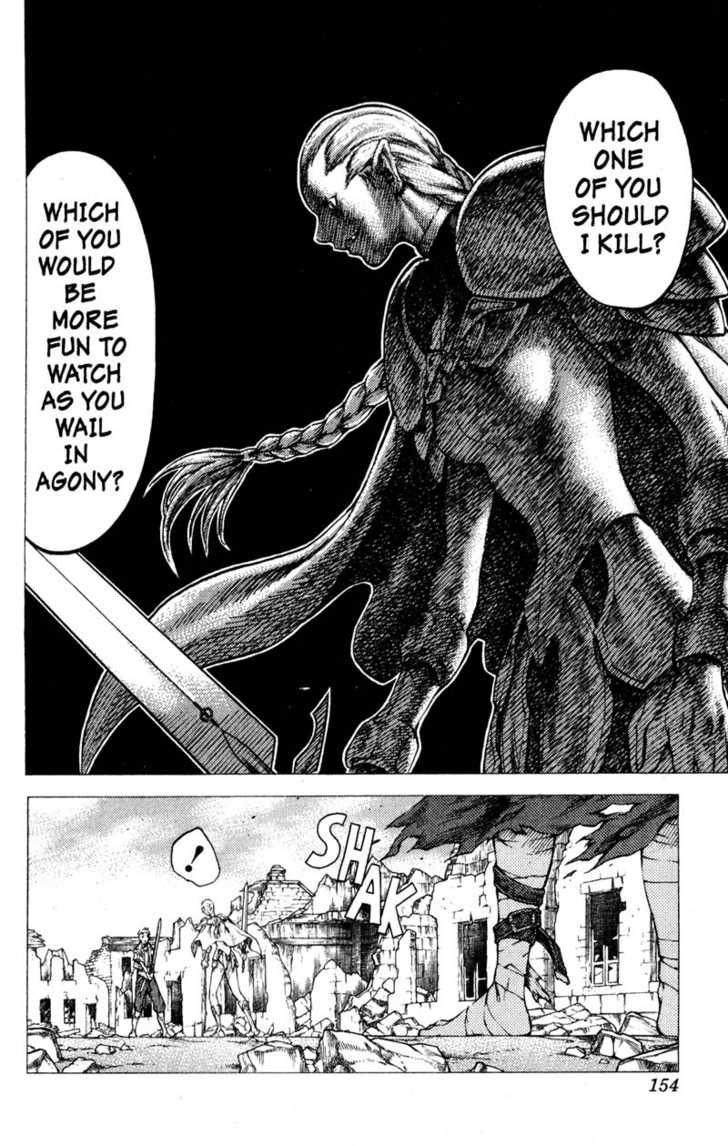 WHICH
ONE
OF YOU
SHOULD
I KILL?
WHICH
OF YOU
WOULD
BE
MORE
FUN TO
WATCH
AS YOU
WAIL
IN
AGONY?
!
SHAK
SHAK
154